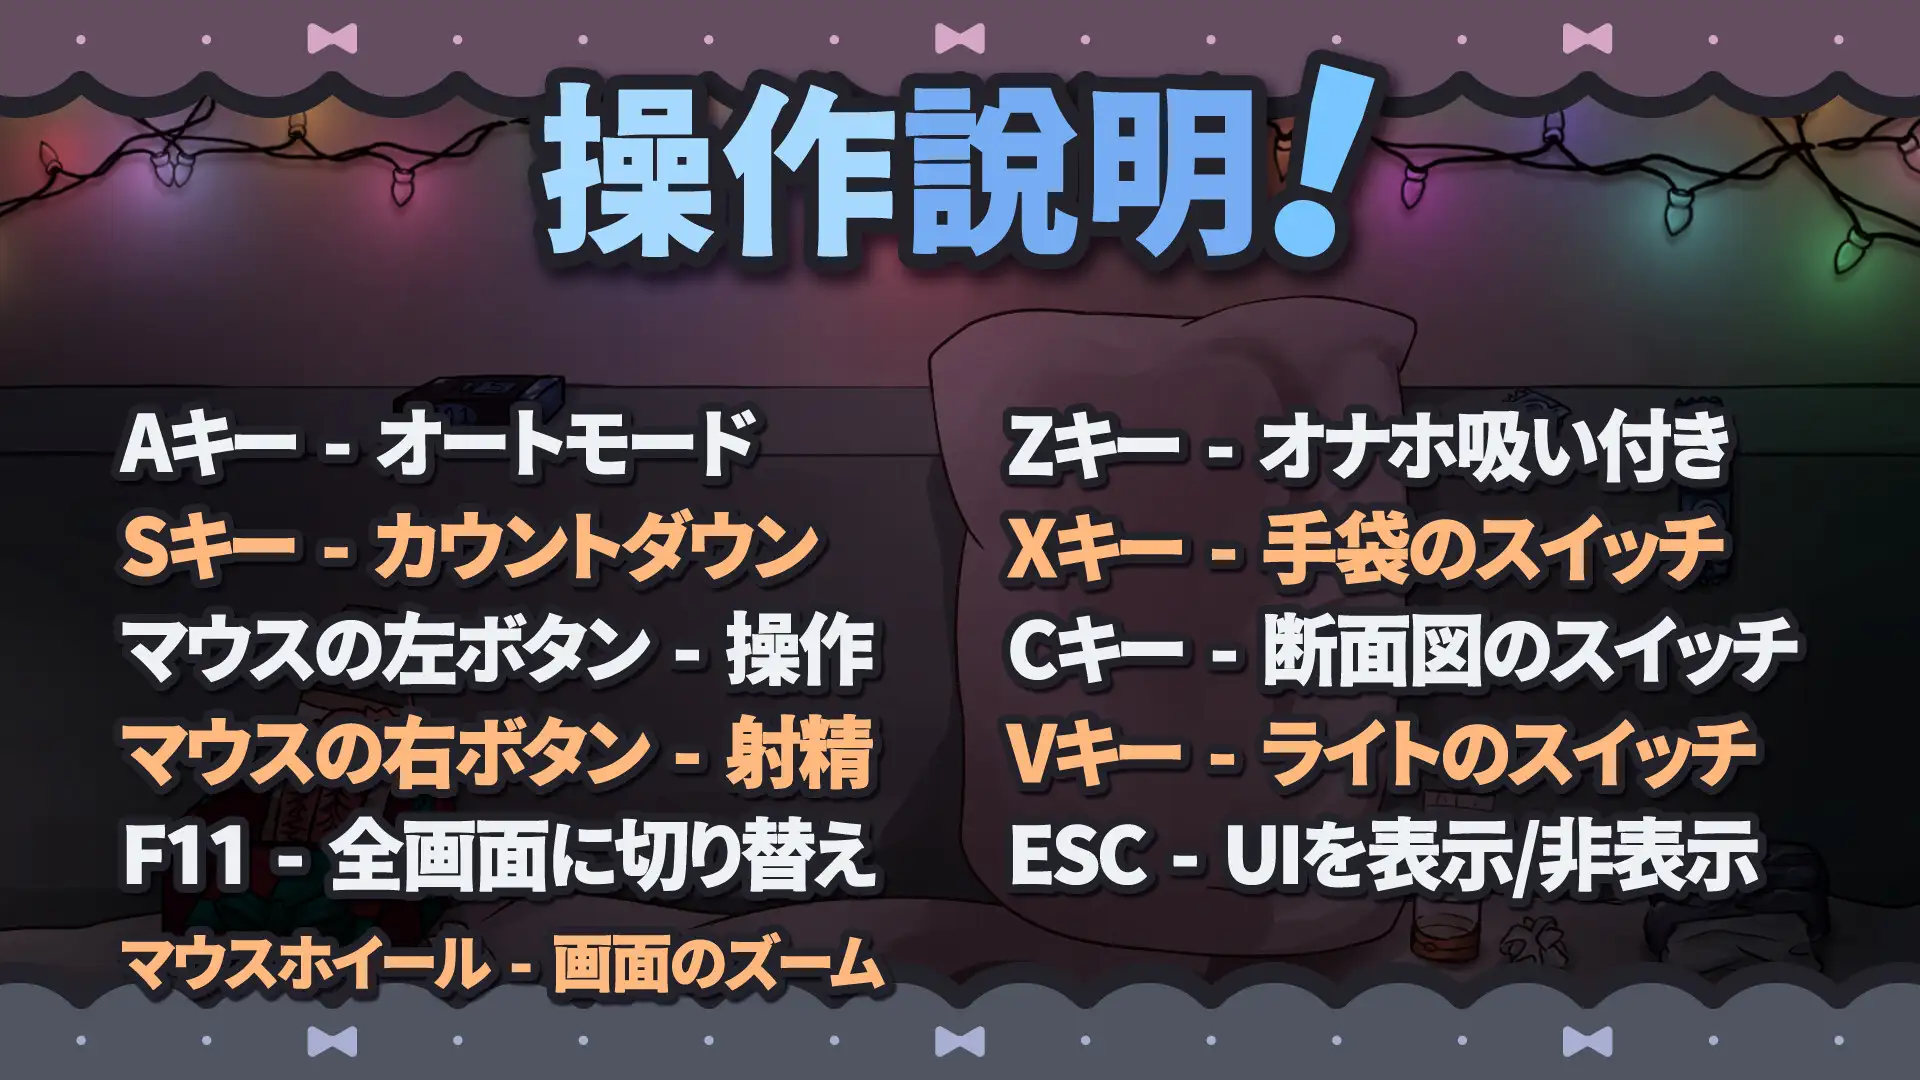 操作説明!
Aキー - オートモード
Sキー - カウントダウン
マウスの左ボタン - 操作
マウスの右ボタン - 射精
F11 - 全画面に切り替え
マウスホイール - 画面のズーム
Zキー - オナホ吸い付き
Xキー - 手袋のスイッチ
Cキー - 断面図のスイッチ
Vキー - ライトのスイッチ
ESC - UIを表示/非表示